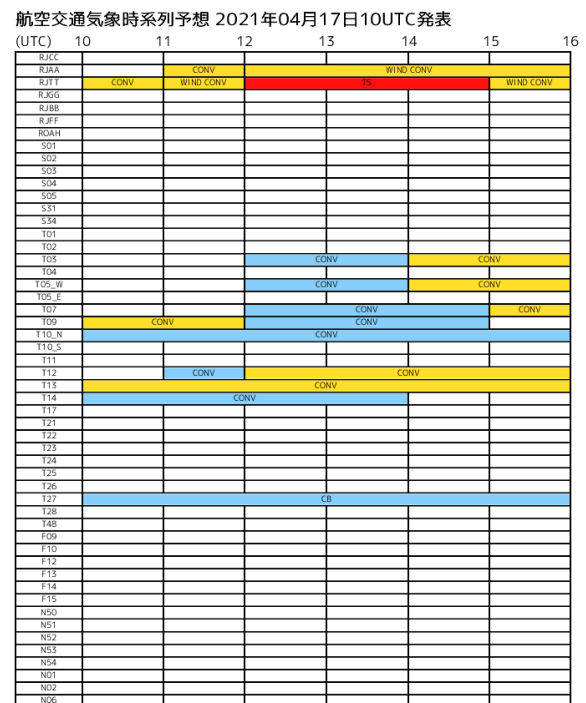 航空交通気象時系列予想 2021年04月17日10UTC発表
(UTC) 10 11 12 13 14 15 16
RJCC
RJAA CONV WIND CONV
RJTT CONV WIND CONV TS WIND CONV
RJGG
RJBB
RJFF
ROAH
S01
S02
S03
S04
S05
S31
S34
T01
T02
T03 CONV CONV
T04
T05_W CONV CONV
T05_E
T07 CONV CONV
T09 CONV CONV
T10_N CONV
T10_S
T11
T12 CONV CONV
T13 CONV
T14 CONV
T17
T21
T22
T23
T24
T25
T26
T27 CB
T28
T48
F09
F10
F12
F13
F14
F15
N50
N51
N52
N53
N54
N01
N02
N06